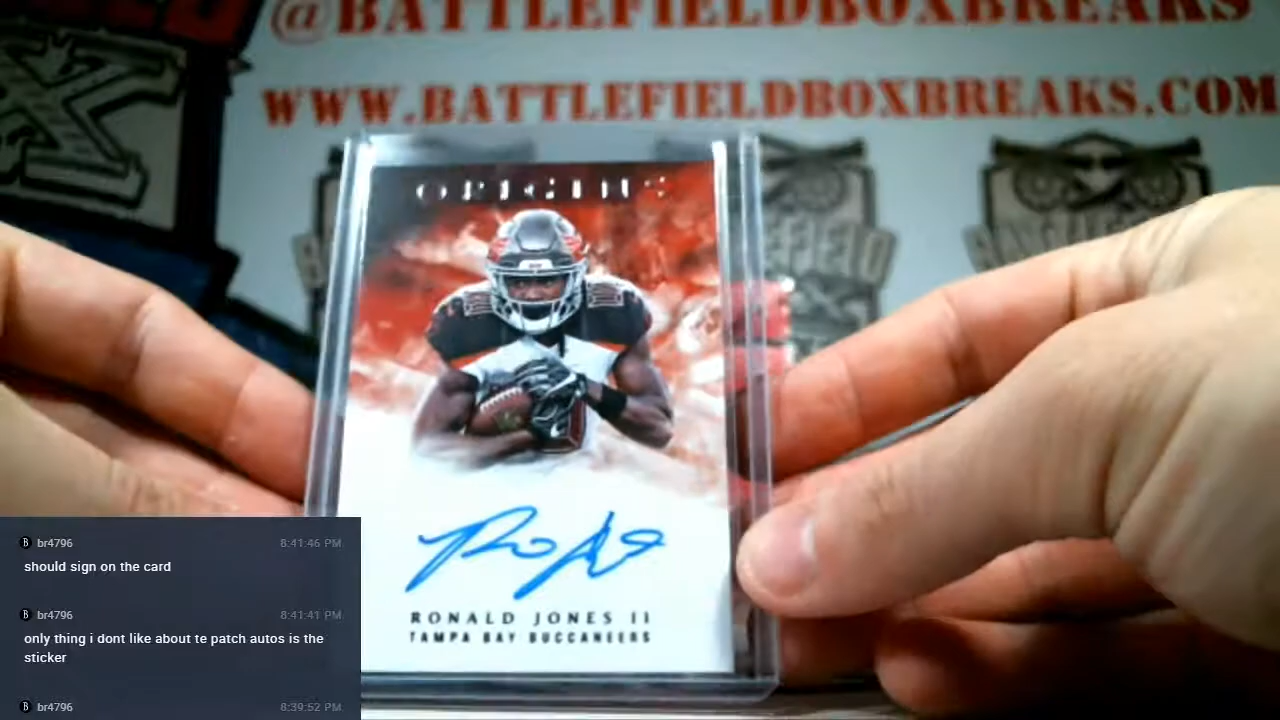 @BATTLEFIELDBOXBREAKS
WWW.BATTLEFIELDBOXBREAKS.COM
ORIGINS
RONALD JONES II
TAMPA BAY BUCCANEERS
br4796 8:41:46 PM
should sign on the card
br4796 8:41:41 PM
only thing i dont like about te patch autos is the
sticker
br4796 8:39:52 PM